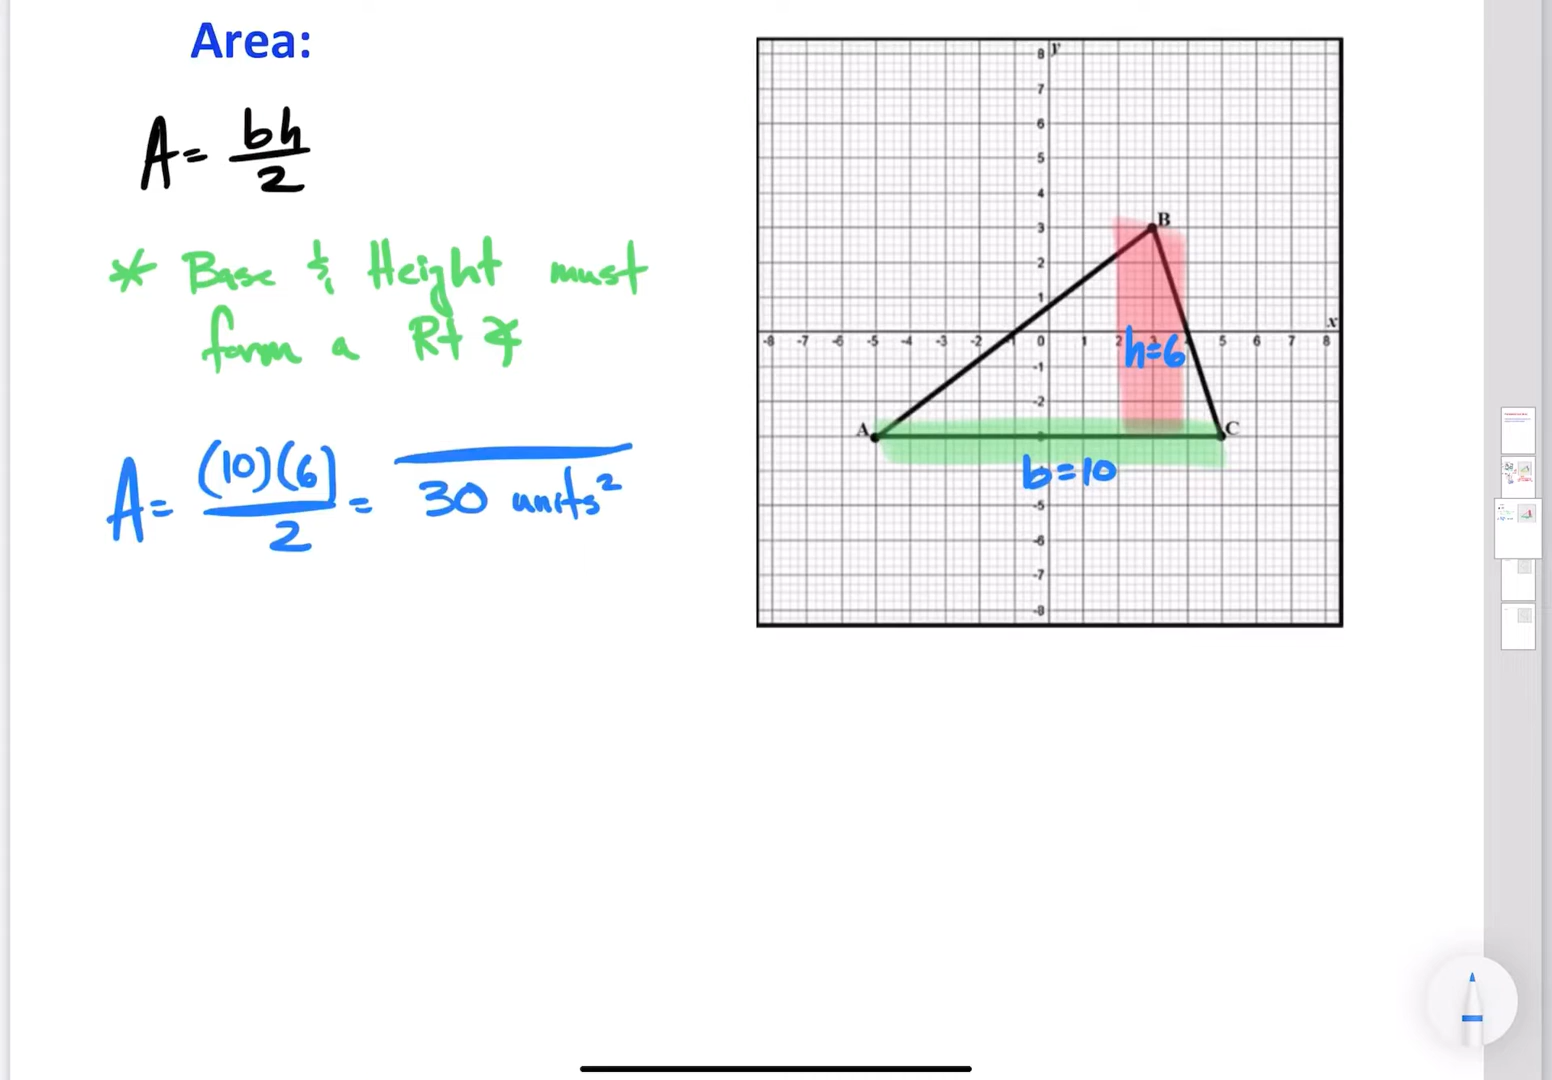 Area:
A= bh
2
* Base & Height must
form a Rt ∡
A= (10)(6) =
2
30 units²
8 y
7
6
5
4
3 B
2
1
x
-8 -7 -6 -5 -4 -3 -2 -1 0 1 2 3 5 6 7 8
h=6
-1
-2
A C
b=10
-5
-6
-7
-8